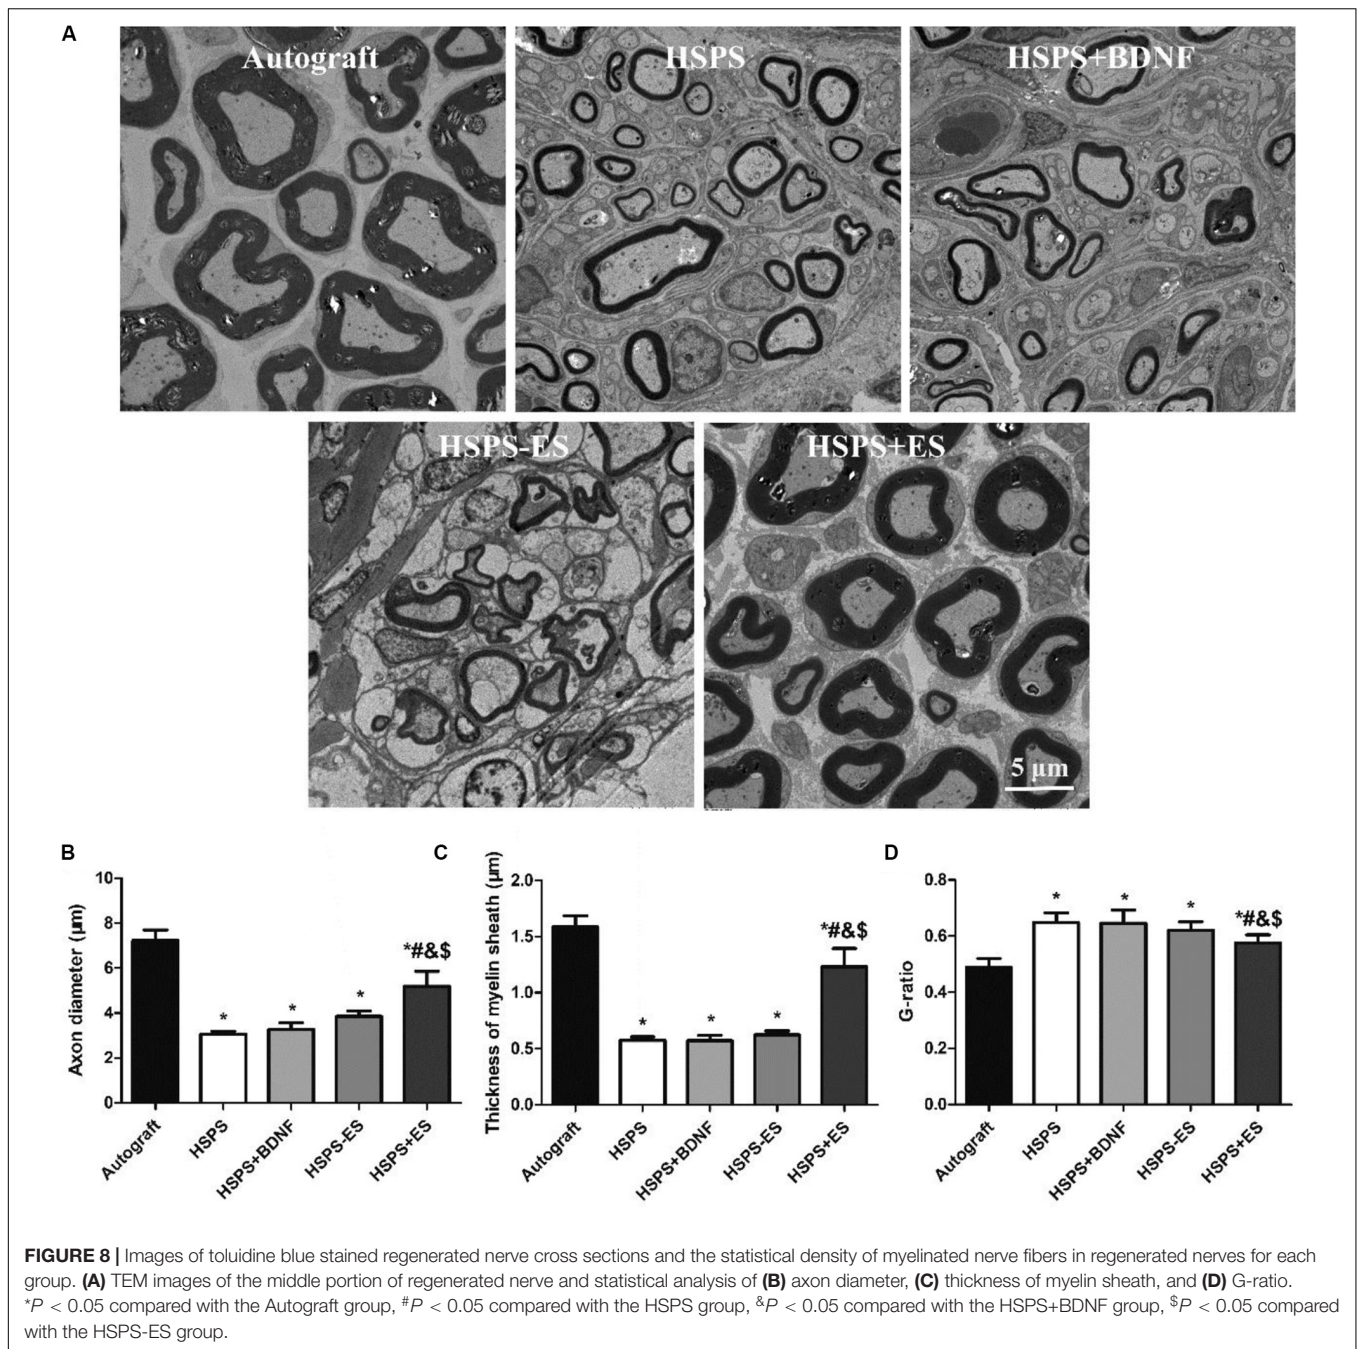 A
Autograft
HSPS
HSPS+BDNF
HSPS-ES
HSPS+ES
5 μm
B
Axon diameter (μm)
10
8
6
4
2
0
*
*
*
*#&$
Autograft
HSPS
HSPS+BDNF
HSPS-ES
HSPS+ES
C
Thickness of myelin sheath (μm)
2.0
1.5
1.0
0.5
0.0
*
*
*
*#&$
Autograft
HSPS
HSPS+BDNF
HSPS-ES
HSPS+ES
D
G-ratio
0.8
0.6
0.4
0.2
0.0
*
*
*
*#&$
Autograft
HSPS
HSPS+BDNF
HSPS-ES
HSPS+ES
FIGURE 8 | Images of toluidine blue stained regenerated nerve cross sections and the statistical density of myelinated nerve fibers in regenerated nerves for each
group. (A) TEM images of the middle portion of regenerated nerve and statistical analysis of (B) axon diameter, (C) thickness of myelin sheath, and (D) G-ratio.
*P < 0.05 compared with the Autograft group, #P < 0.05 compared with the HSPS group, &P < 0.05 compared with the HSPS+BDNF group, $P < 0.05 compared
with the HSPS-ES group.